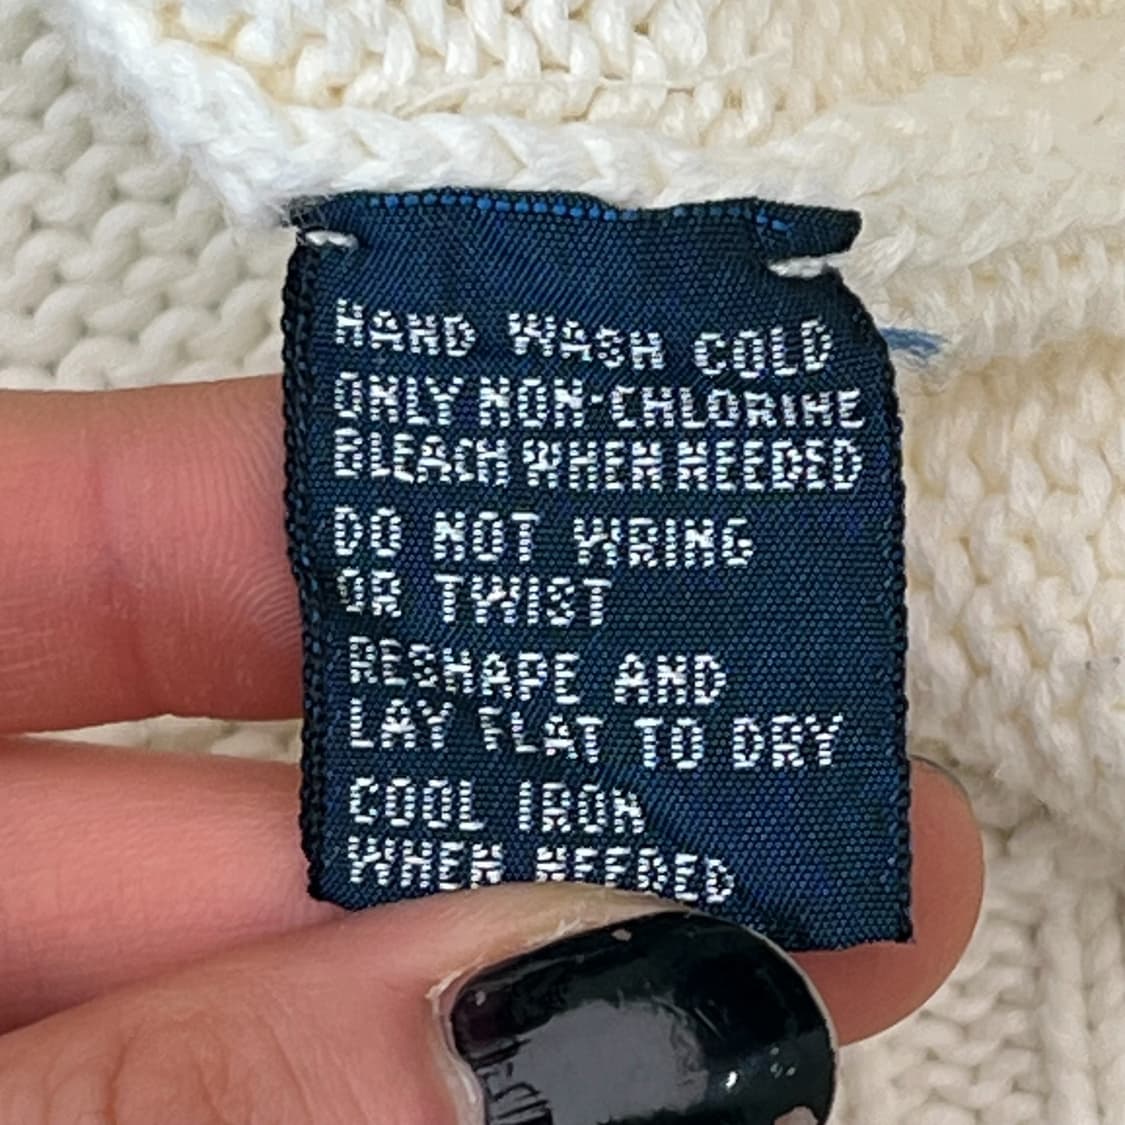 HAND WASH COLD
ONLY NON-CHLORINE
BLEACH WHEN NEEDED
DO NOT WRING
OR TWIST
RESHAPE AND
LAY FLAT TO DRY
COOL IRON
WHEN NEEDED